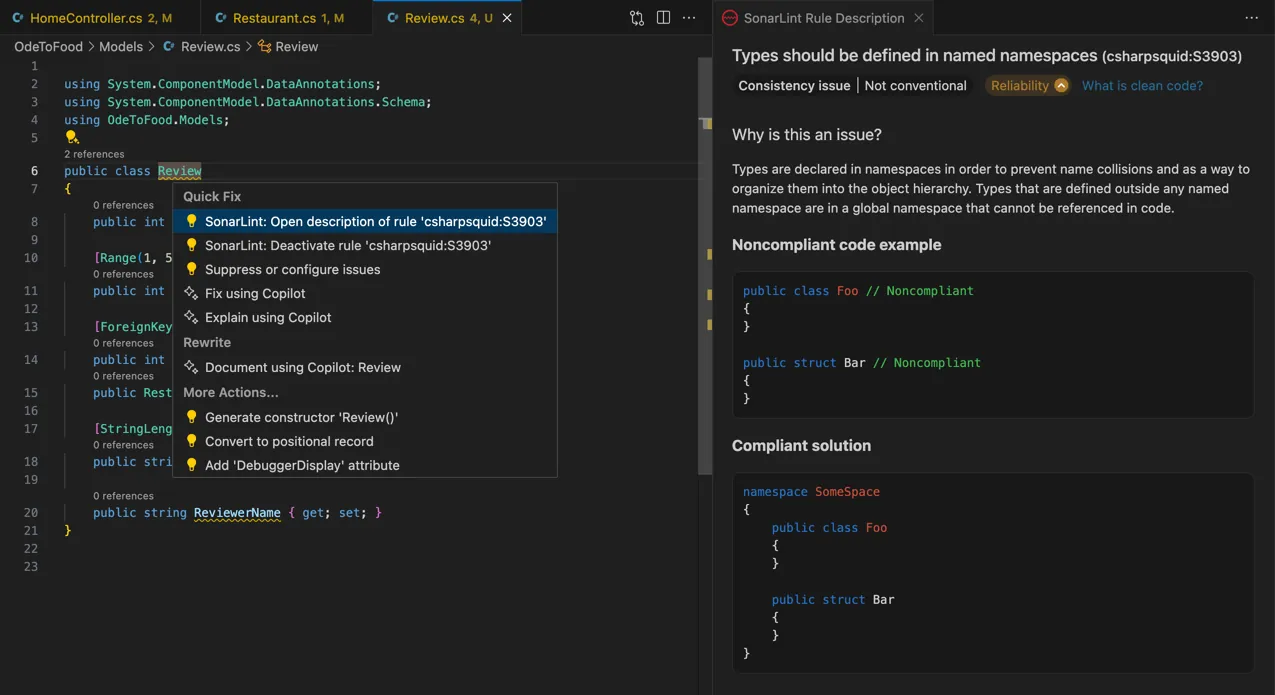 HomeController.cs 2, M
Restaurant.cs 1, M
Review.cs 4, U
OdeToFood > Models > Review.cs > Review
1
2 using System.ComponentModel.DataAnnotations;
3 using System.ComponentModel.DataAnnotations.Schema;
4 using OdeToFood.Models;
5
2 references
6 public class Review
7 {
0 references
8 public int
9
10 [Range(1, 5
0 references
11 public int
12
13 [ForeignKey
0 references
14 public int
0 references
15 public Rest
16
17 [StringLeng
0 references
18 public stri
19
0 references
20 public string ReviewerName { get; set; }
21 }
22
23
Quick Fix
SonarLint: Open description of rule 'csharpsquid:S3903'
SonarLint: Deactivate rule 'csharpsquid:S3903'
Suppress or configure issues
Fix using Copilot
Explain using Copilot
Rewrite
Document using Copilot: Review
More Actions...
Generate constructor 'Review()'
Convert to positional record
Add 'DebuggerDisplay' attribute
SonarLint Rule Description
Types should be defined in named namespaces (csharpsquid:S3903)
Consistency issue | Not conventional Reliability What is clean code?
Why is this an issue?
Types are declared in namespaces in order to prevent name collisions and as a way to
organize them into the object hierarchy. Types that are defined outside any named
namespace are in a global namespace that cannot be referenced in code.
Noncompliant code example
public class Foo // Noncompliant
{
}
public struct Bar // Noncompliant
{
}
Compliant solution
namespace SomeSpace
{
public class Foo
{
}
public struct Bar
{
}
}